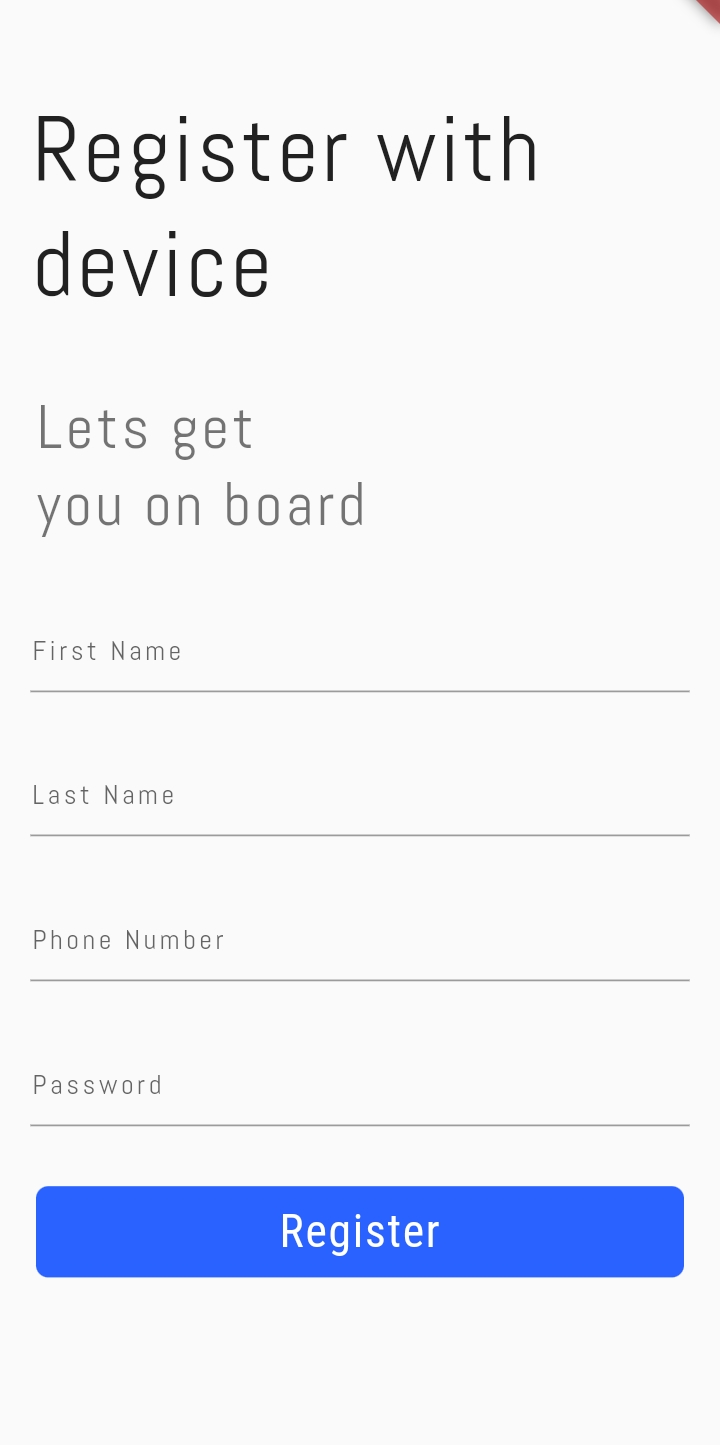 Register with
device
Lets get
you on board
First Name
Last Name
Phone Number
Password
Register